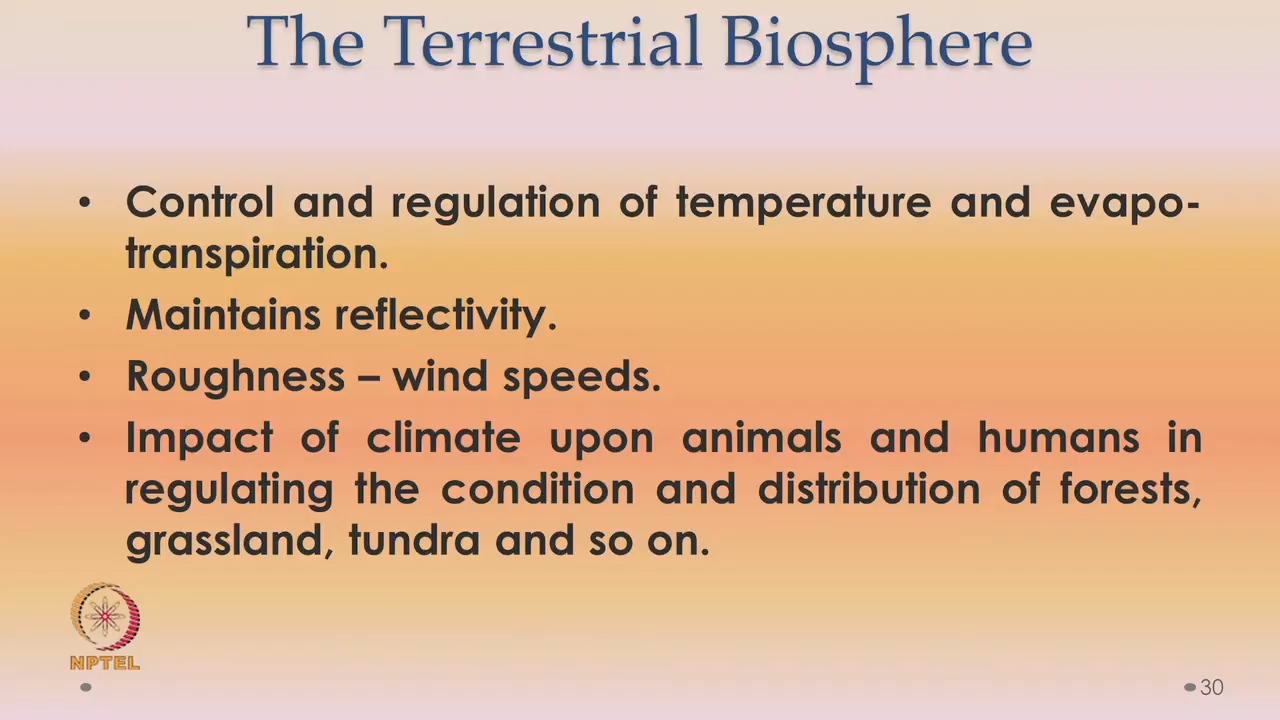 The Terrestrial Biosphere
• Control and regulation of temperature and evapo-
transpiration.
• Maintains reflectivity.
• Roughness – wind speeds.
• Impact of climate upon animals and humans in
regulating the condition and distribution of forests,
grassland, tundra and so on.
NPTEL
30